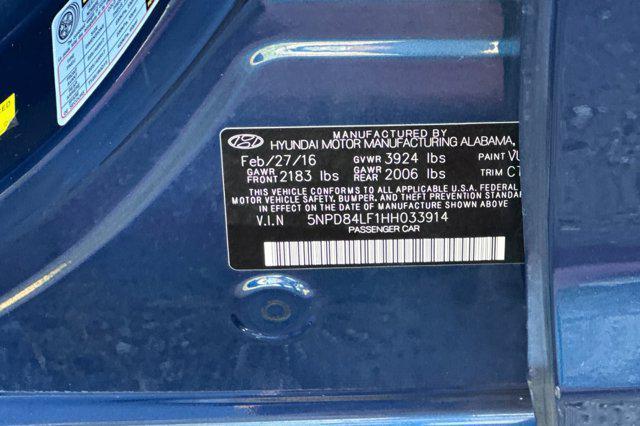 MANUFACTURED BY
HYUNDAI MOTOR MANUFACTURING ALABAMA,
Feb/27/16 GVWR 3924 lbs PAINT
GAWR FRONT 2183 lbs GAWR REAR 2006 lbs TRIM
THIS VEHICLE CONFORMS TO ALL APPLICABLE U.S.A. FEDERAL
MOTOR VEHICLE SAFETY, BUMPER, AND THEFT PREVENTION
IN EFFECT ON THE DATE OF MANUFACTURE SHOWN ABOVE.
V.I.N 5NPD84LF1HH033914
PASSENGER CAR